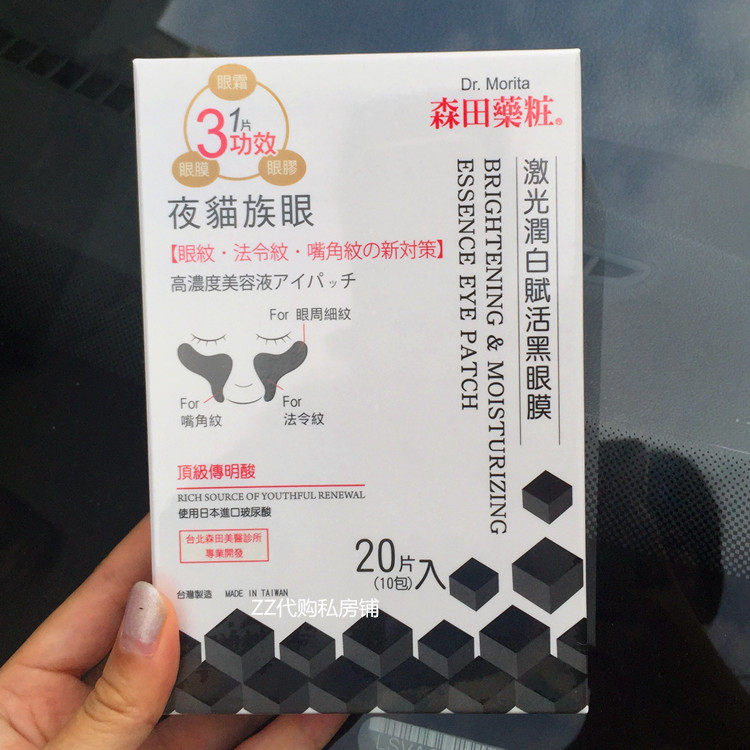 眼霜
1片
3功效
眼膜
眼膠
Dr. Morita
森田藥粧®
夜貓族眼
【眼紋・法令紋・嘴角紋の新対策】
高濃度美容液アイパッチ
For 眼周細紋
For
嘴角紋
For
法令紋
激光潤白賦活黑眼膜
BRIGHTENING & MOISTURIZING
ESSENCE EYE PATCH
頂級傳明酸
RICH SOURCE OF YOUTHFUL RENEWAL
使用日本進口玻尿酸
台北森田美醫診所
專業開發
20片入
(10包)
台灣製造 MADE IN TAIWAN
ZZ代购私房铺